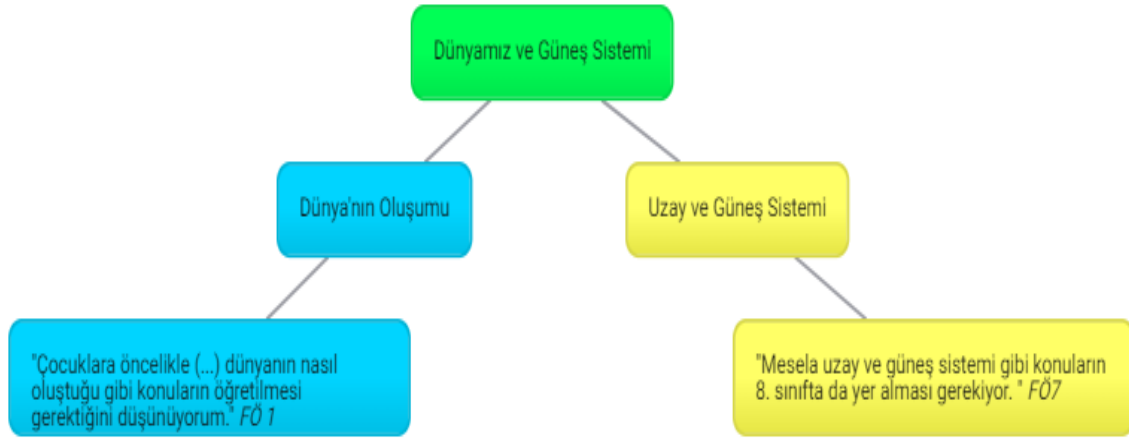 Dünyamız ve Güneş Sistemi
Dünya'nın Oluşumu
Uzay ve Güneş Sistemi
"Çocuklara öncelikle (...) dünyanın nasıl
oluştuğu gibi konuların öğretilmesi
gerektiğini düşünüyorum." FÖ 1
"Mesela uzay ve güneş sistemi gibi konuların
8. sınıfta da yer alması gerekiyor. " FÖ7